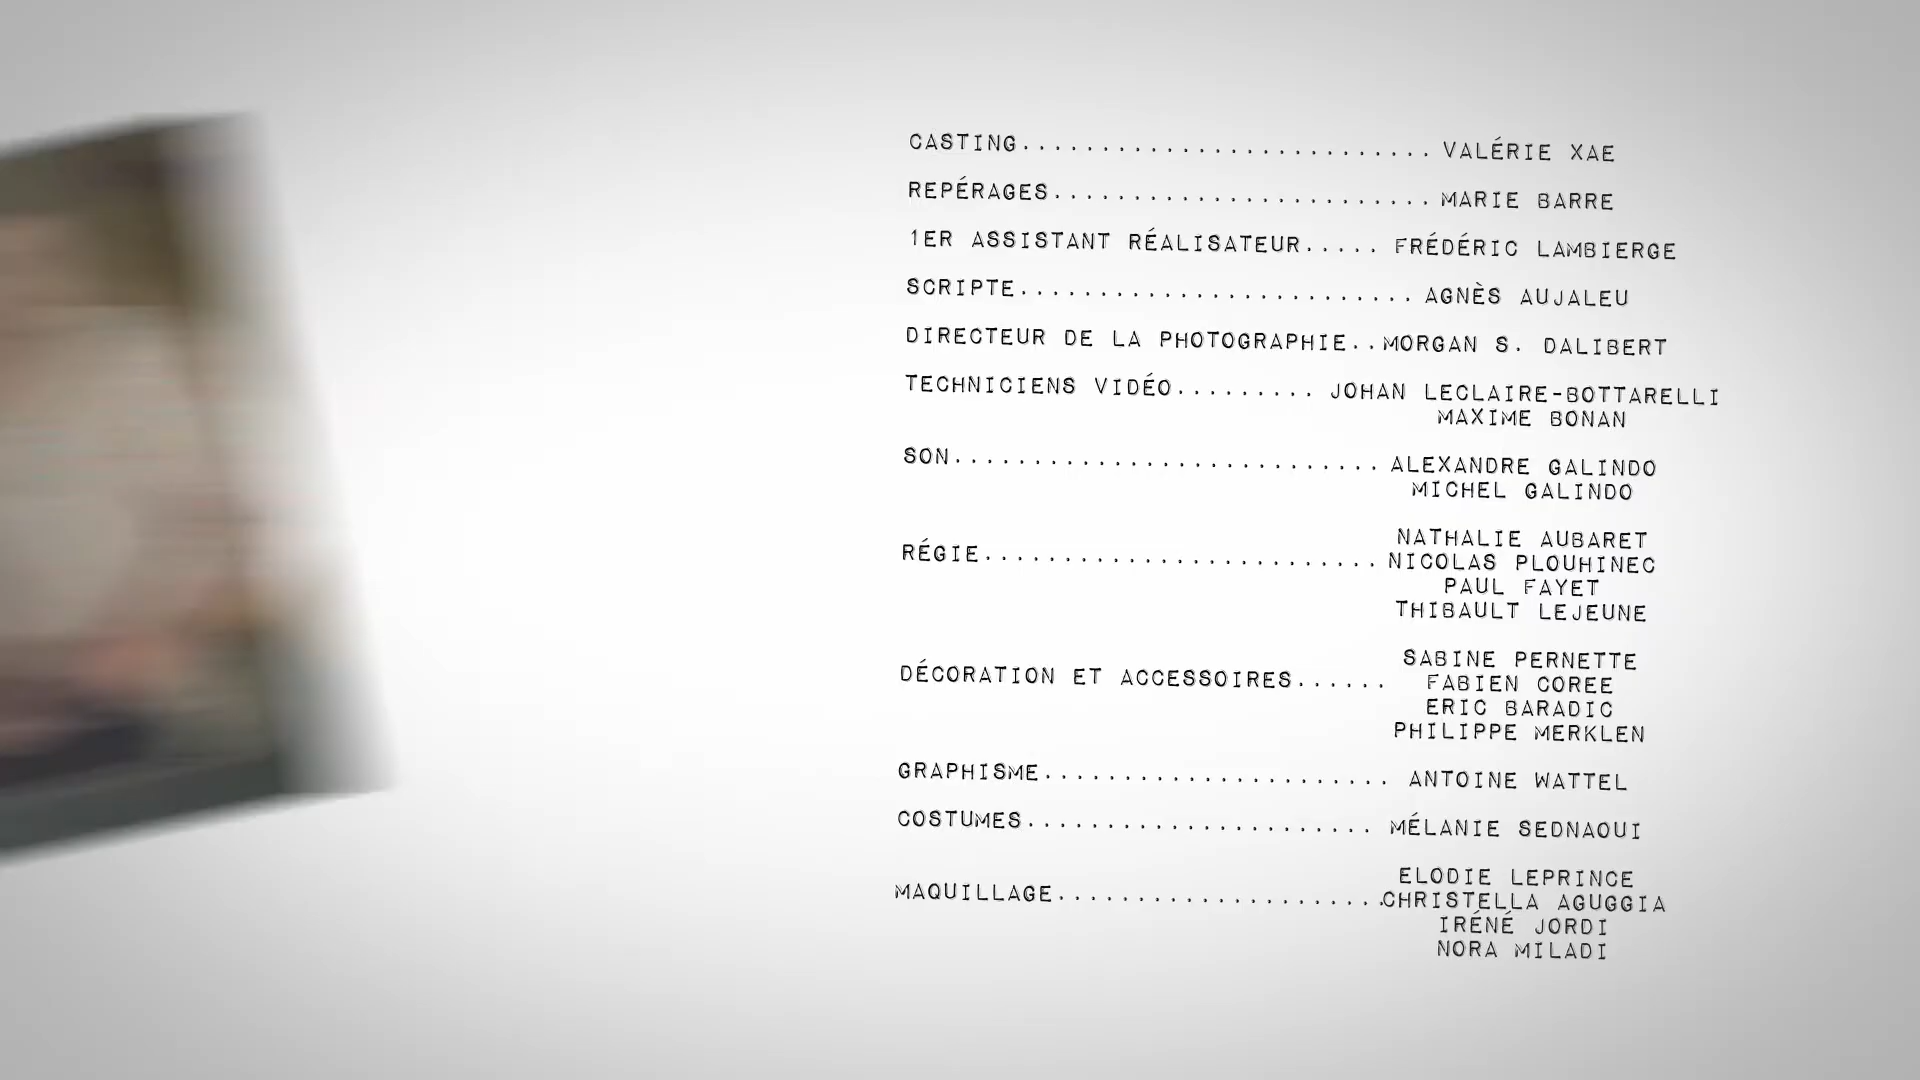 CASTING.......................... VALÉRIE XAE
REPÉRAGES........................ MARIE BARRE
1ER ASSISTANT RÉALISATEUR..... FRÉDÉRIC LAMBIERGE
SCRIPTE......................... AGNÈS AUJALEU
DIRECTEUR DE LA PHOTOGRAPHIE..MORGAN S. DALIBERT
TECHNICIENS VIDÉO......... JOHAN LECLAIRE-BOTTARELLI
MAXIME BONAN
SON........................... ALEXANDRE GALINDO
MICHEL GALINDO
NATHALIE AUBARET
RÉGIE......................... NICOLAS PLOUHINEC
PAUL FAYET
THIBAULT LEJEUNE
SABINE PERNETTE
DÉCORATION ET ACCESSOIRES...... FABIEN COREE
ERIC BARADIC
PHILIPPE MERKLEN
GRAPHISME...................... ANTOINE WATTEL
COSTUMES...................... MÉLANIE SEDNAOUI
ELODIE LEPRINCE
MAQUILLAGE.....................CHRISTELLA AGUGGIA
IRÉNÉ JORDI
NORA MILADI